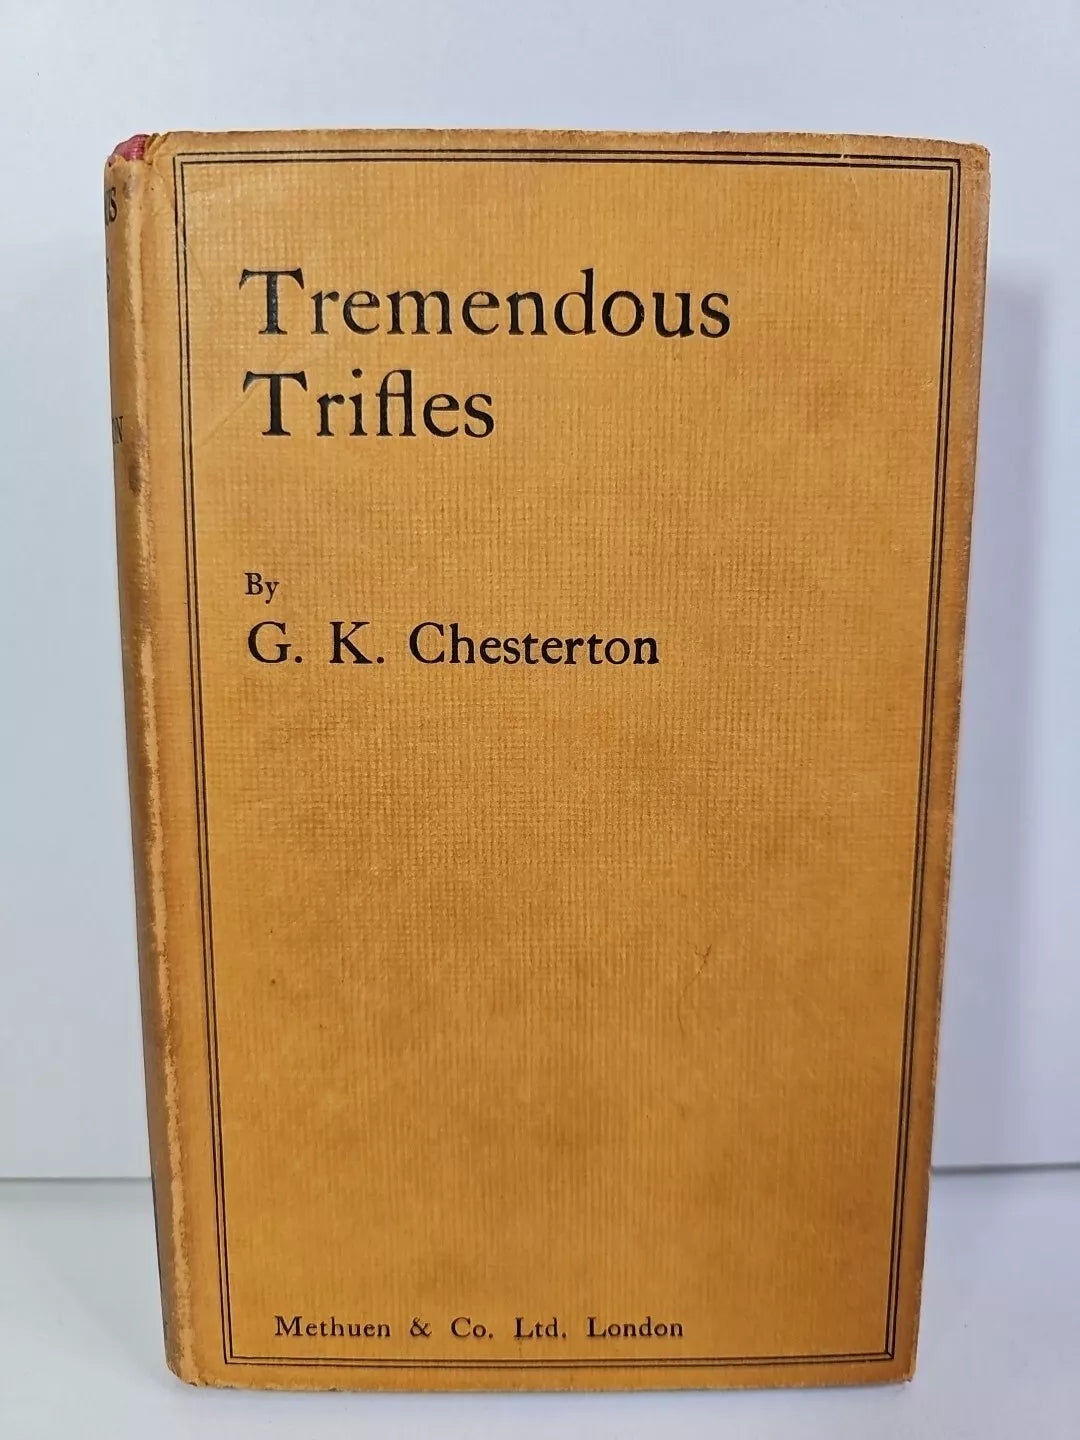 Tremendous
Trifles
By
G. K. Chesterton
Methuen & Co. Ltd. London